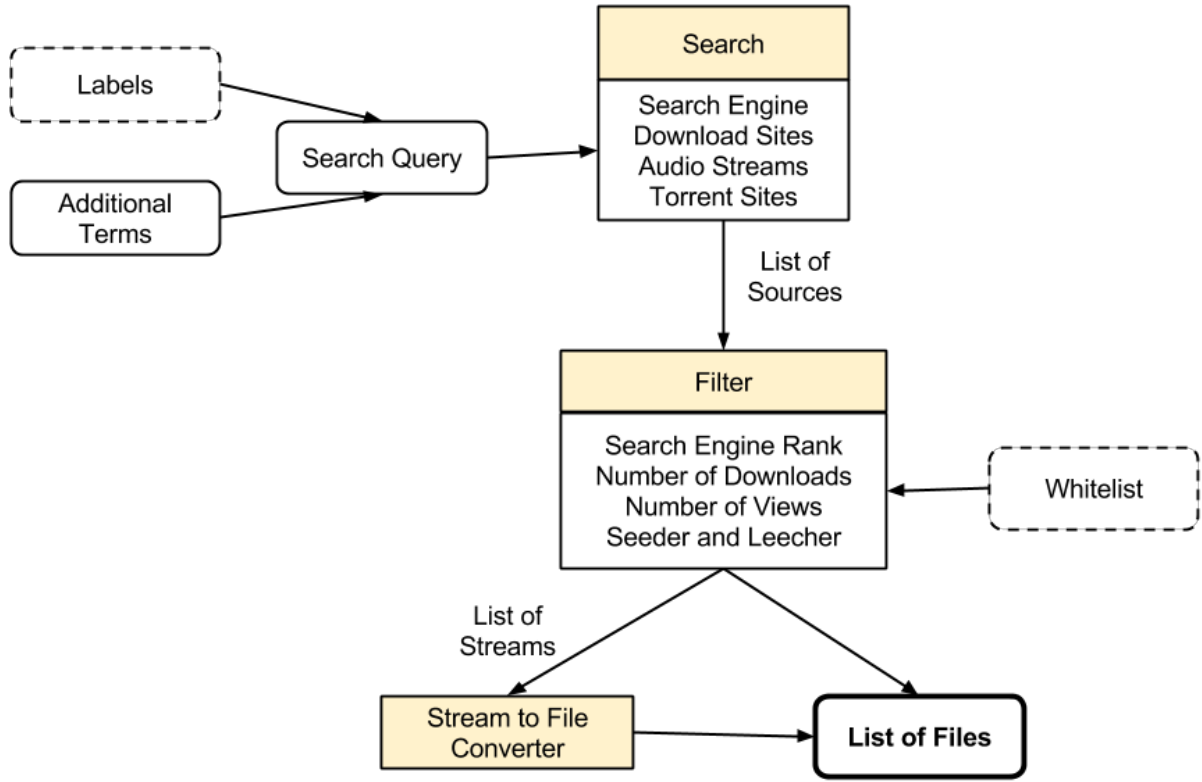 Search
Labels
Search Engine
Download Sites
Audio Streams
Torrent Sites
Search Query
Additional
Terms
List of
Sources
Filter
Search Engine Rank
Number of Downloads
Number of Views
Seeder and Leecher
Whitelist
List of
Streams
Stream to File
Converter
List of Files